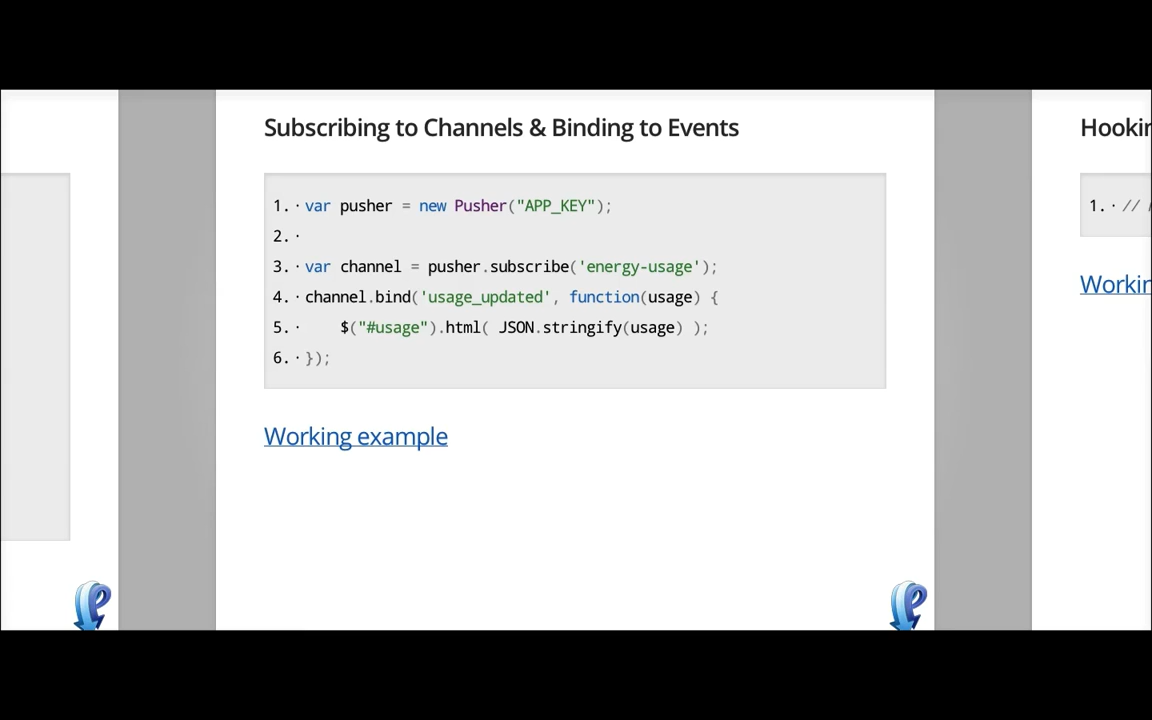 Subscribing to Channels & Binding to Events
1. · var pusher = new Pusher("APP_KEY");
2. ·
3. · var channel = pusher.subscribe('energy-usage');
4. · channel.bind('usage_updated', function(usage) {
5. ·     $("#usage").html( JSON.stringify(usage) );
6. · });
Working example
Hookin
1. · //
Workin